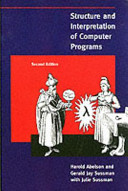 Structure and
Interpretation
of Computer
Programs
Second Edition
Harold Abelson and
Gerald Jay Sussman
with Julie Sussman